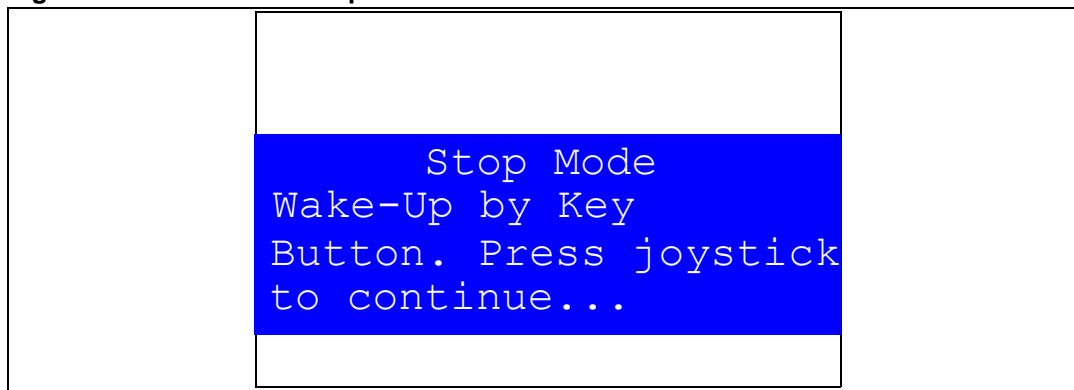 Stop Mode
Wake-Up by Key
Button. Press joystick
to continue...